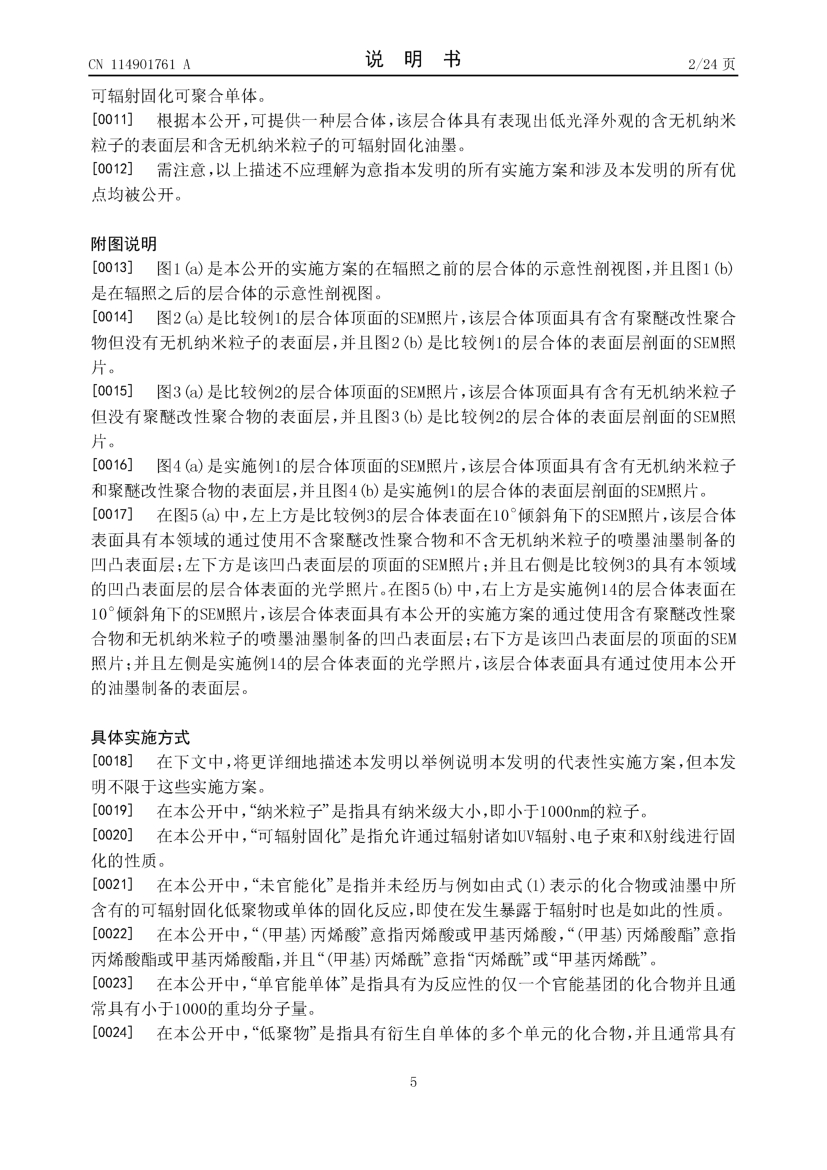 CN 114901761 A
说 明 书
2/24 页
可辐射固化可聚合单体。
[0011] 根据本公开,可提供一种层合体,该层合体具有表现出低光泽外观的含无机纳米
粒子的表面层和含无机纳米粒子的可辐射固化油墨。
[0012] 需注意,以上描述不应理解为意指本发明的所有实施方案和涉及本发明的所有优
点均被公开。
附图说明
[0013] 图1(a)是本公开的实施方案的在辐照之前的层合体的示意性剖视图,并且图1(b)
是在辐照之后的层合体的示意性剖视图。
[0014] 图2(a)是比较例1的层合体顶面的SEM照片,该层合体顶面具有含有聚醚改性聚合
物但没有无机纳米粒子的表面层,并且图2(b)是比较例1的层合体的表面层剖面的SEM照
片。
[0015] 图3(a)是比较例2的层合体顶面的SEM照片,该层合体顶面具有含有无机纳米粒子
但没有聚醚改性聚合物的表面层,并且图3(b)是比较例2的层合体的表面层剖面的SEM照
片。
[0016] 图4(a)是实施例1的层合体顶面的SEM照片,该层合体顶面具有含有无机纳米粒子
和聚醚改性聚合物的表面层,并且图4(b)是实施例1的层合体的表面层剖面的SEM照片。
[0017] 在图5(a)中,左上方是比较例3的层合体表面在10°倾斜角下的SEM照片,该层合体
表面具有本领域的通过使用不含聚醚改性聚合物和不含无机纳米粒子的喷墨油墨制备的
凹凸表面层;左下方是该凹凸表面层的顶面的SEM照片;并且右侧是比较例3的具有本领域
的凹凸表面层的层合体表面的光学照片。在图5(b)中,右上方是实施例14的层合体表面在
10°倾斜角下的SEM照片,该层合体表面具有本公开的实施方案的通过使用含有聚醚改性聚
合物和无机纳米粒子的喷墨油墨制备的凹凸表面层;右下方是该凹凸表面层的顶面的SEM
照片;并且左侧是实施例14的层合体表面的光学照片,该层合体表面具有通过使用本公开
的油墨制备的表面层。
具体实施方式
[0018] 在下文中,将更详细地描述本发明以举例说明本发明的代表性实施方案,但本发
明不限于这些实施方案。
[0019] 在本公开中,“纳米粒子”是指具有纳米级大小,即小于1000nm的粒子。
[0020] 在本公开中,“可辐射固化”是指允许通过辐射诸如UV辐射、电子束和X射线进行固
化的性质。
[0021] 在本公开中,“未官能化”是指并未经历与例如由式(1)表示的化合物或油墨中所
含有的可辐射固化低聚物或单体的固化反应,即使在发生暴露于辐射时也是如此的性质。
[0022] 在本公开中,“(甲基)丙烯酸”意指丙烯酸或甲基丙烯酸,“(甲基)丙烯酸酯”意指
丙烯酸酯或甲基丙烯酸酯,并且“(甲基)丙烯酰”意指“丙烯酰”或“甲基丙烯酰”。
[0023] 在本公开中,“单官能单体”是指具有为反应性的仅一个官能基团的化合物并且通
常具有小于1000的重均分子量。
[0024] 在本公开中,“低聚物”是指具有衍生自单体的多个单元的化合物,并且通常具有
5